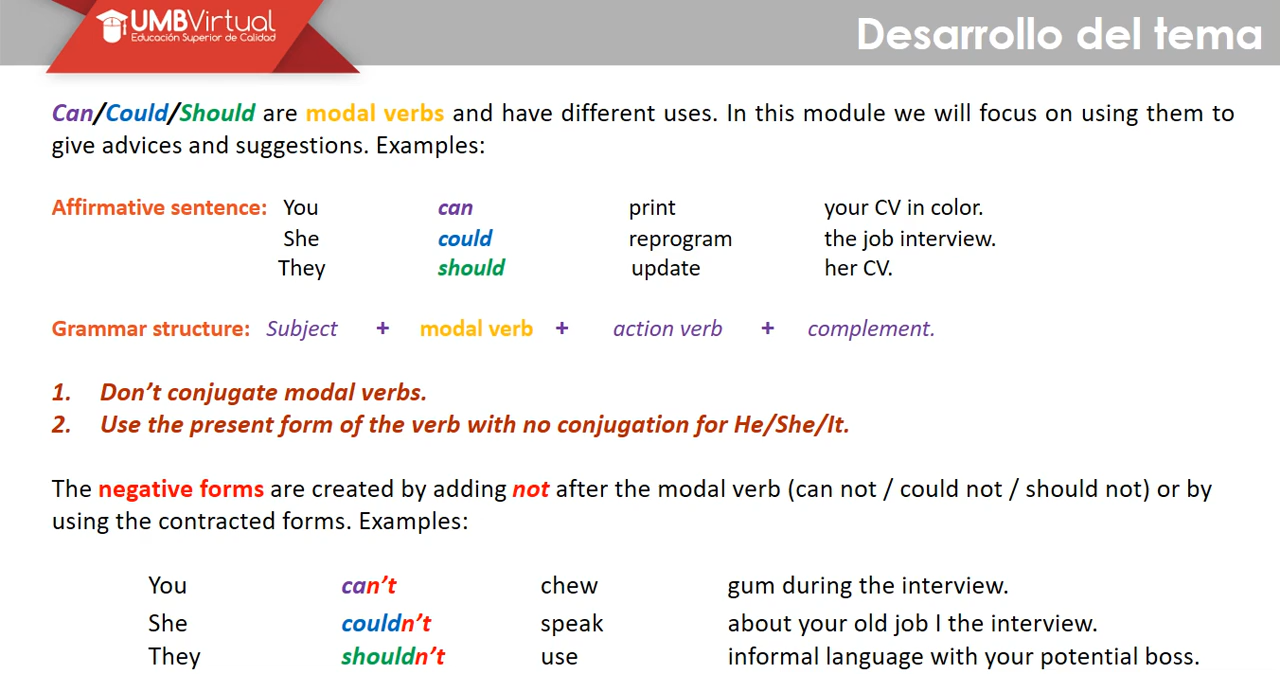 UMBVirtual
Educación Superior de Calidad
Desarrollo del tema
Can/Could/Should are modal verbs and have different uses. In this module we will focus on using them to
give advices and suggestions. Examples:
Affirmative sentence: You can print your CV in color.
She could reprogram the job interview.
They should update her CV.
Grammar structure: Subject + modal verb + action verb + complement.
1. Don’t conjugate modal verbs.
2. Use the present form of the verb with no conjugation for He/She/It.
The negative forms are created by adding not after the modal verb (can not / could not / should not) or by
using the contracted forms. Examples:
You can’t chew gum during the interview.
She couldn’t speak about your old job I the interview.
They shouldn’t use informal language with your potential boss.